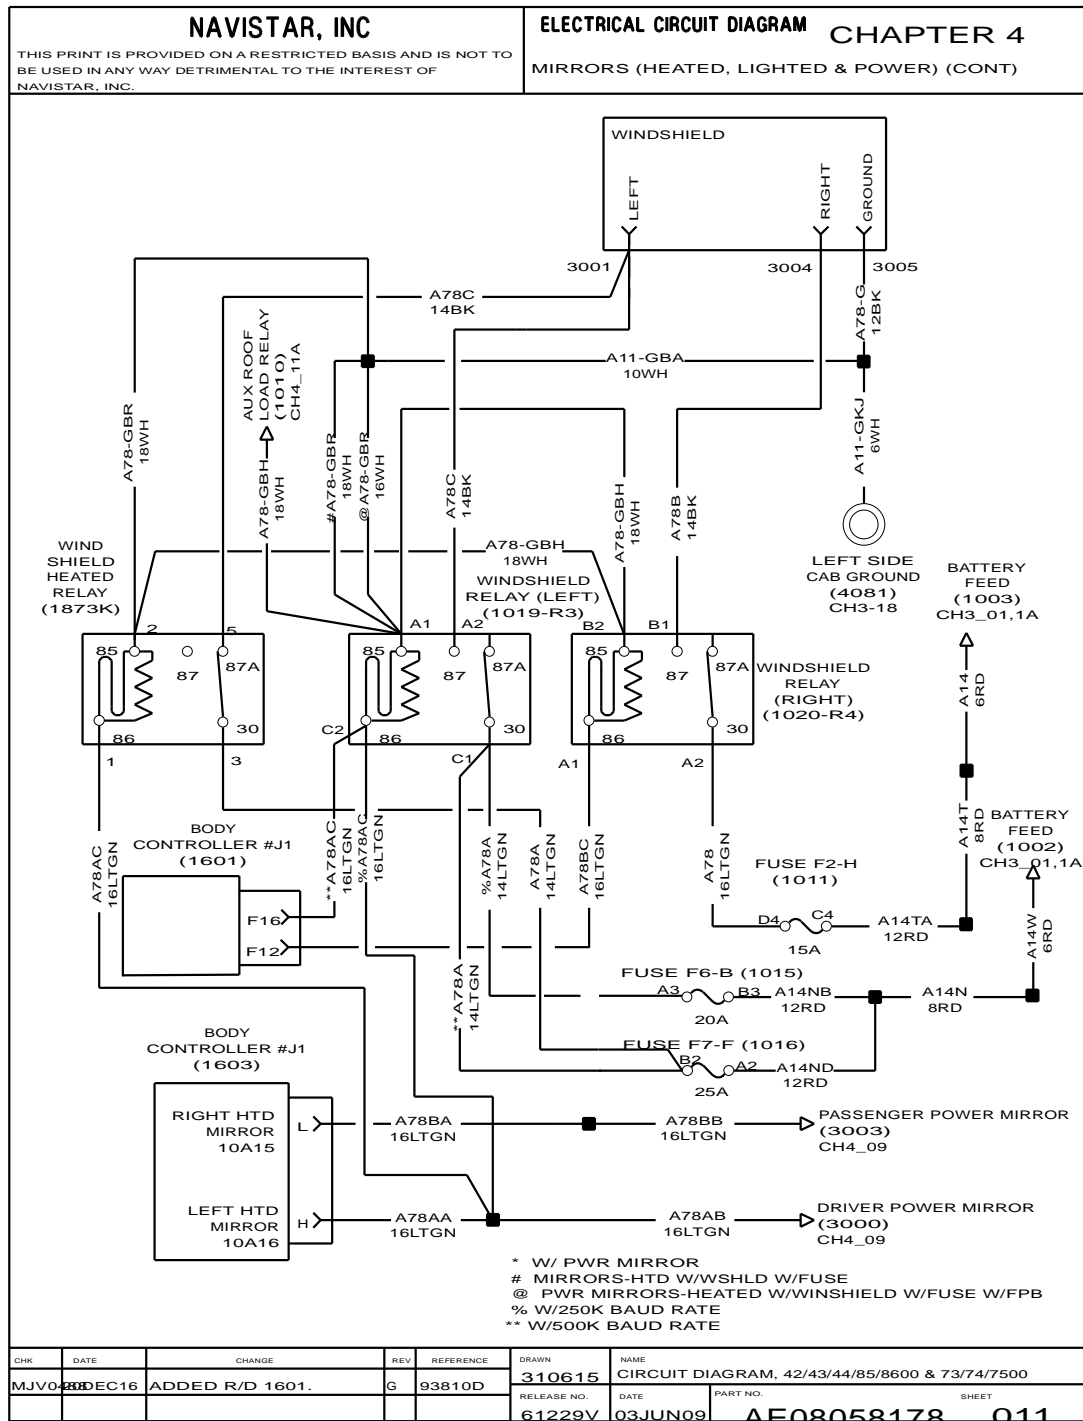 NAVISTAR, INC
THIS PRINT IS PROVIDED ON A RESTRICTED BASIS AND IS NOT TO
BE USED IN ANY WAY DETRIMENTAL TO THE INTEREST OF
NAVISTAR, INC.
ELECTRICAL CIRCUIT DIAGRAM
CHAPTER 4
MIRRORS (HEATED, LIGHTED & POWER) (CONT)
WINDSHIELD
LEFT
RIGHT
GROUND
3001
3004
3005
A78C
14BK
A78-G
12BK
AUX ROOF
LOAD RELAY
(1010)
CH4_11A
A11-GBA
10WH
A78-GBR
18WH
A78-GBH
18WH
#A78-GBR
18WH
@A78-GBR
16WH
A78C
14BK
A78-GBH
18WH
A78B
14BK
A11-GKJ
6WH
WIND
SHIELD
HEATED
RELAY
(1873K)
A78-GBH
18WH
WINDSHIELD
RELAY (LEFT)
(1019-R3)
LEFT SIDE
CAB GROUND
(4081)
CH3-18
BATTERY
FEED
(1003)
CH3_01,1A
2
5
A1
A2
B2
B1
85
87
87A
30
86
85
87
87A
30
86
85
87
87A
30
86
WINDSHIELD
RELAY
(RIGHT)
(1020-R4)
A14
6RD
1
3
C2
C1
A1
A2
A78AC
16LTGN
BODY
CONTROLLER #J1
(1601)
F16
F12
**A78AC
16LTGN
%A78AC
16LTGN
%A78A
14LTGN
A78A
14LTGN
A78BC
16LTGN
A78
16LTGN
A14T
8RD
BATTERY
FEED
(1002)
CH3_01,1A
FUSE F2-H
(1011)
D4
C4
15A
A14TA
12RD
A14W
6RD
**A78A
14LTGN
FUSE F6-B (1015)
A3
B3
20A
A14NB
12RD
A14N
8RD
FUSE F7-F (1016)
B2
A2
25A
A14ND
12RD
BODY
CONTROLLER #J1
(1603)
RIGHT HTD
MIRROR
10A15
L
A78BA
16LTGN
A78BB
16LTGN
PASSENGER POWER MIRROR
(3003)
CH4_09
LEFT HTD
MIRROR
10A16
H
A78AA
16LTGN
A78AB
16LTGN
DRIVER POWER MIRROR
(3000)
CH4_09
* W/ PWR MIRROR
# MIRRORS-HTD W/WSHLD W/FUSE
@ PWR MIRRORS-HEATED W/WINSHIELD W/FUSE W/FPB
% W/250K BAUD RATE
** W/500K BAUD RATE
CHK DATE CHANGE REV REFERENCE
ADDED R/D 1601. G 93810D
DRAWN
310615
NAME
CIRCUIT DIAGRAM, 42/43/44/85/8600 & 73/74/7500
RELEASE NO.
61229V
DATE
03JUN09
PART NO.
AE08058178
SHEET
011